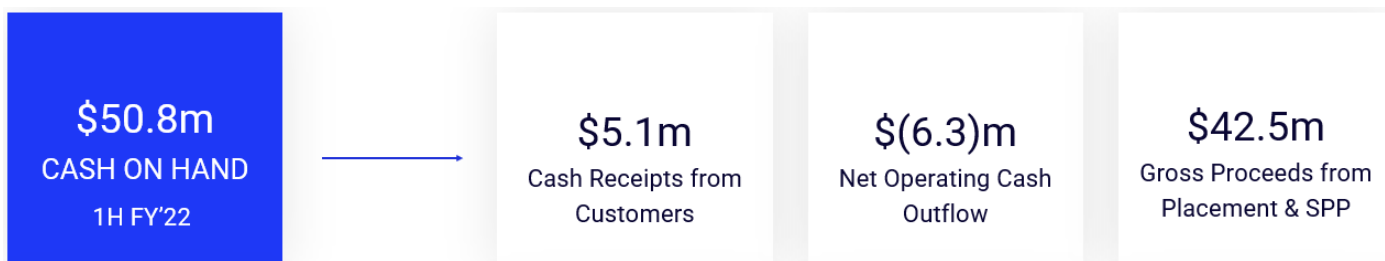 $50.8m
CASH ON HAND
1H FY’22
$5.1m
Cash Receipts from
Customers
$(6.3)m
Net Operating Cash
Outflow
$42.5m
Gross Proceeds from
Placement & SPP